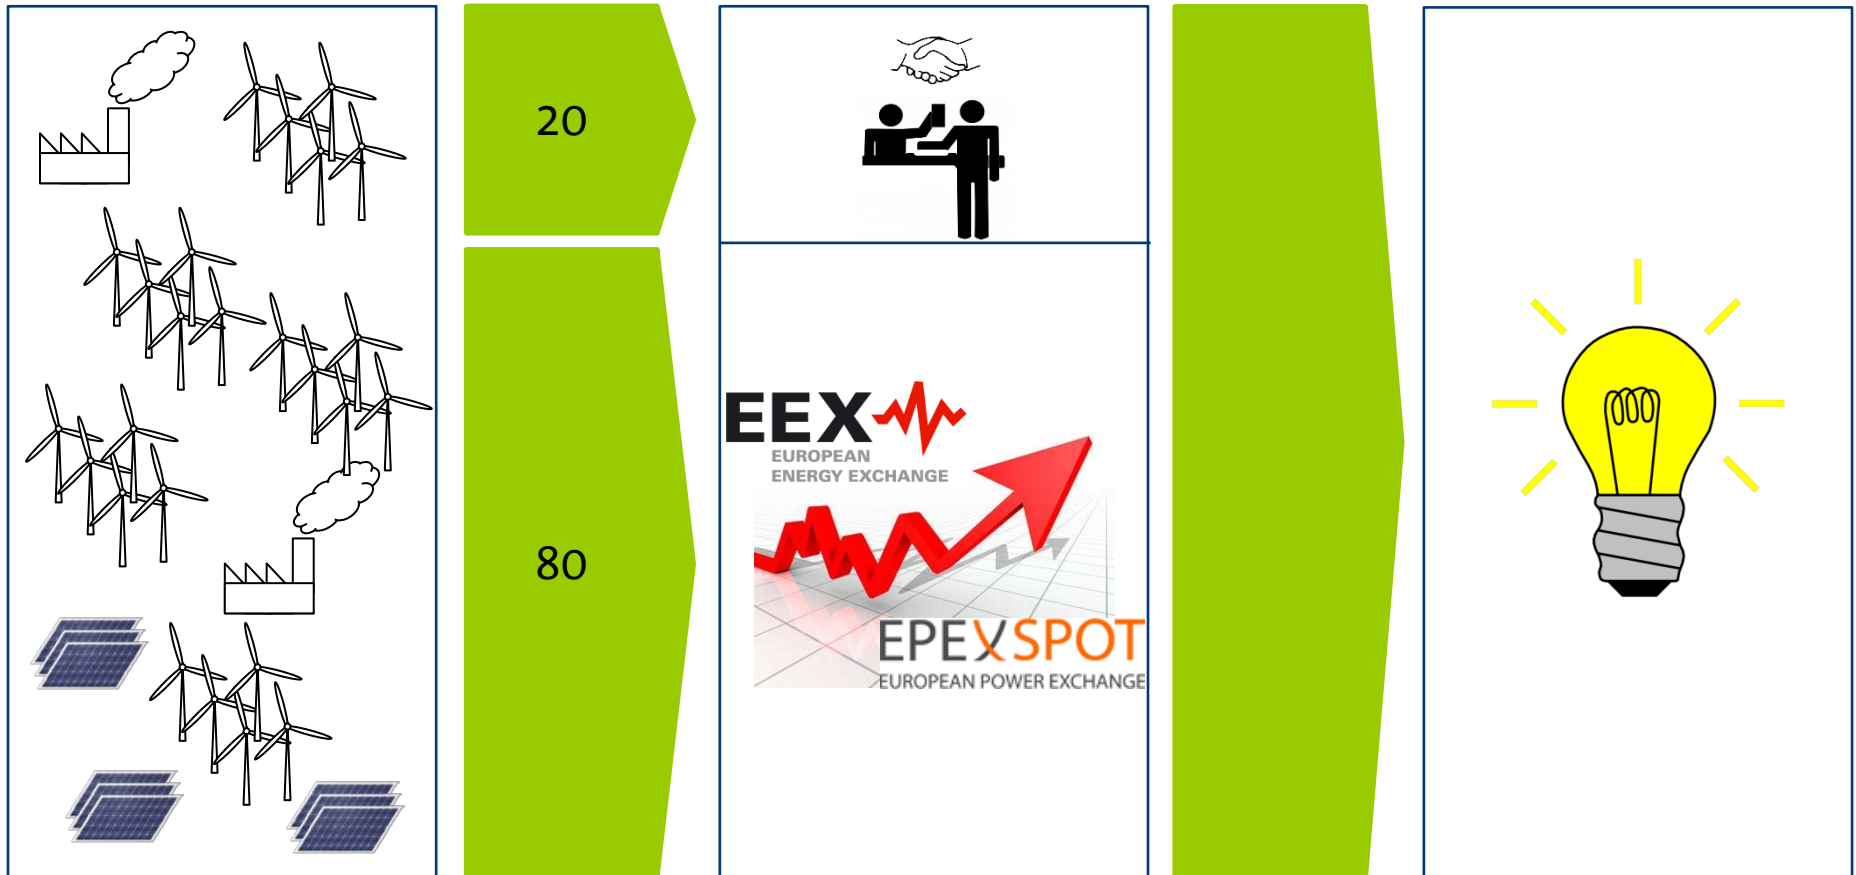 20
80
EEX
EUROPEAN
ENERGY EXCHANGE
EPEXSPOT
EUROPEAN POWER EXCHANGE